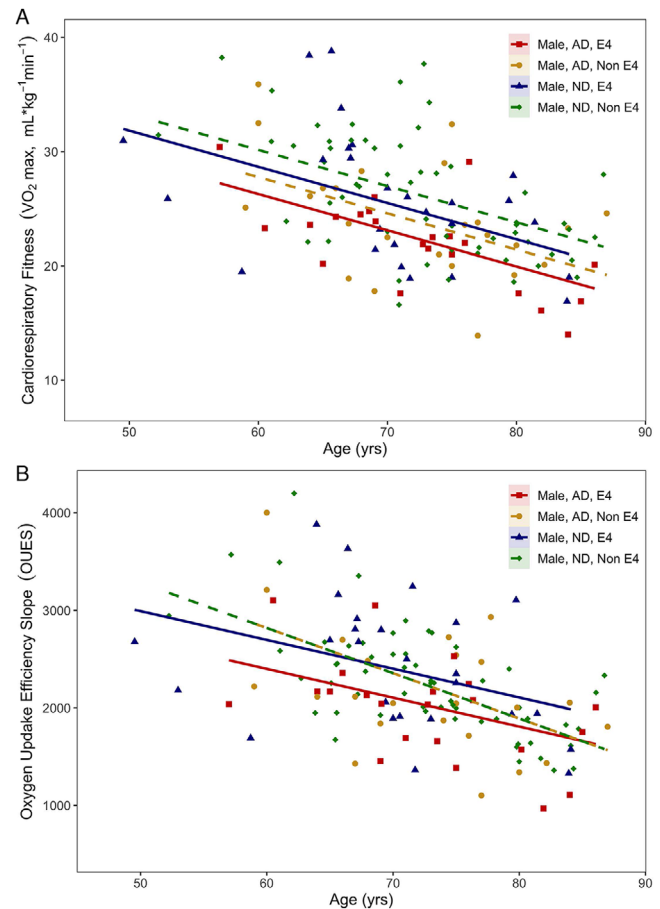 A
40
30
20
10
Cardiorespiratory Fitness (VO₂ max, mL*kg⁻¹min⁻¹)
Male, AD, E4
Male, AD, Non E4
Male, ND, E4
Male, ND, Non E4
50 60 70 80 90
Age (yrs)
B
4000
3000
2000
1000
Oxygen Updake Efficiency Slope (OUES)
Male, AD, E4
Male, AD, Non E4
Male, ND, E4
Male, ND, Non E4
50 60 70 80 90
Age (yrs)